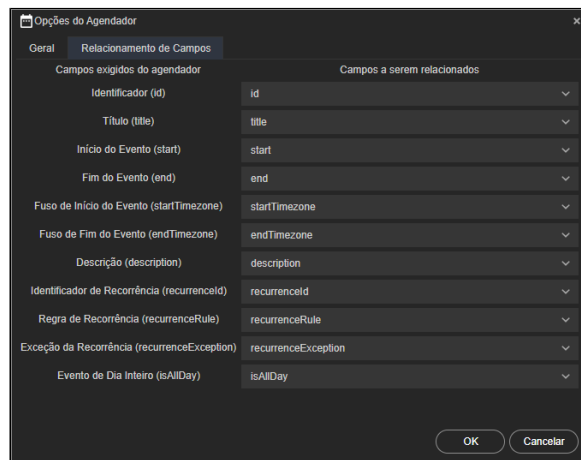 Opções do Agendador
Geral Relacionamento de Campos
Campos exigidos do agendador Campos a serem relacionados
Identificador (id) id
Título (title) title
Início do Evento (start) start
Fim do Evento (end) end
Fuso de Início do Evento (startTimezone) startTimezone
Fuso de Fim do Evento (endTimezone) endTimezone
Descrição (description) description
Identificador de Recorrência (recurrenceId) recurrenceId
Regra de Recorrência (recurrenceRule) recurrenceRule
Exceção da Recorrência (recurrenceException) recurrenceException
Evento de Dia Inteiro (isAllDay) isAllDay
OK Cancelar